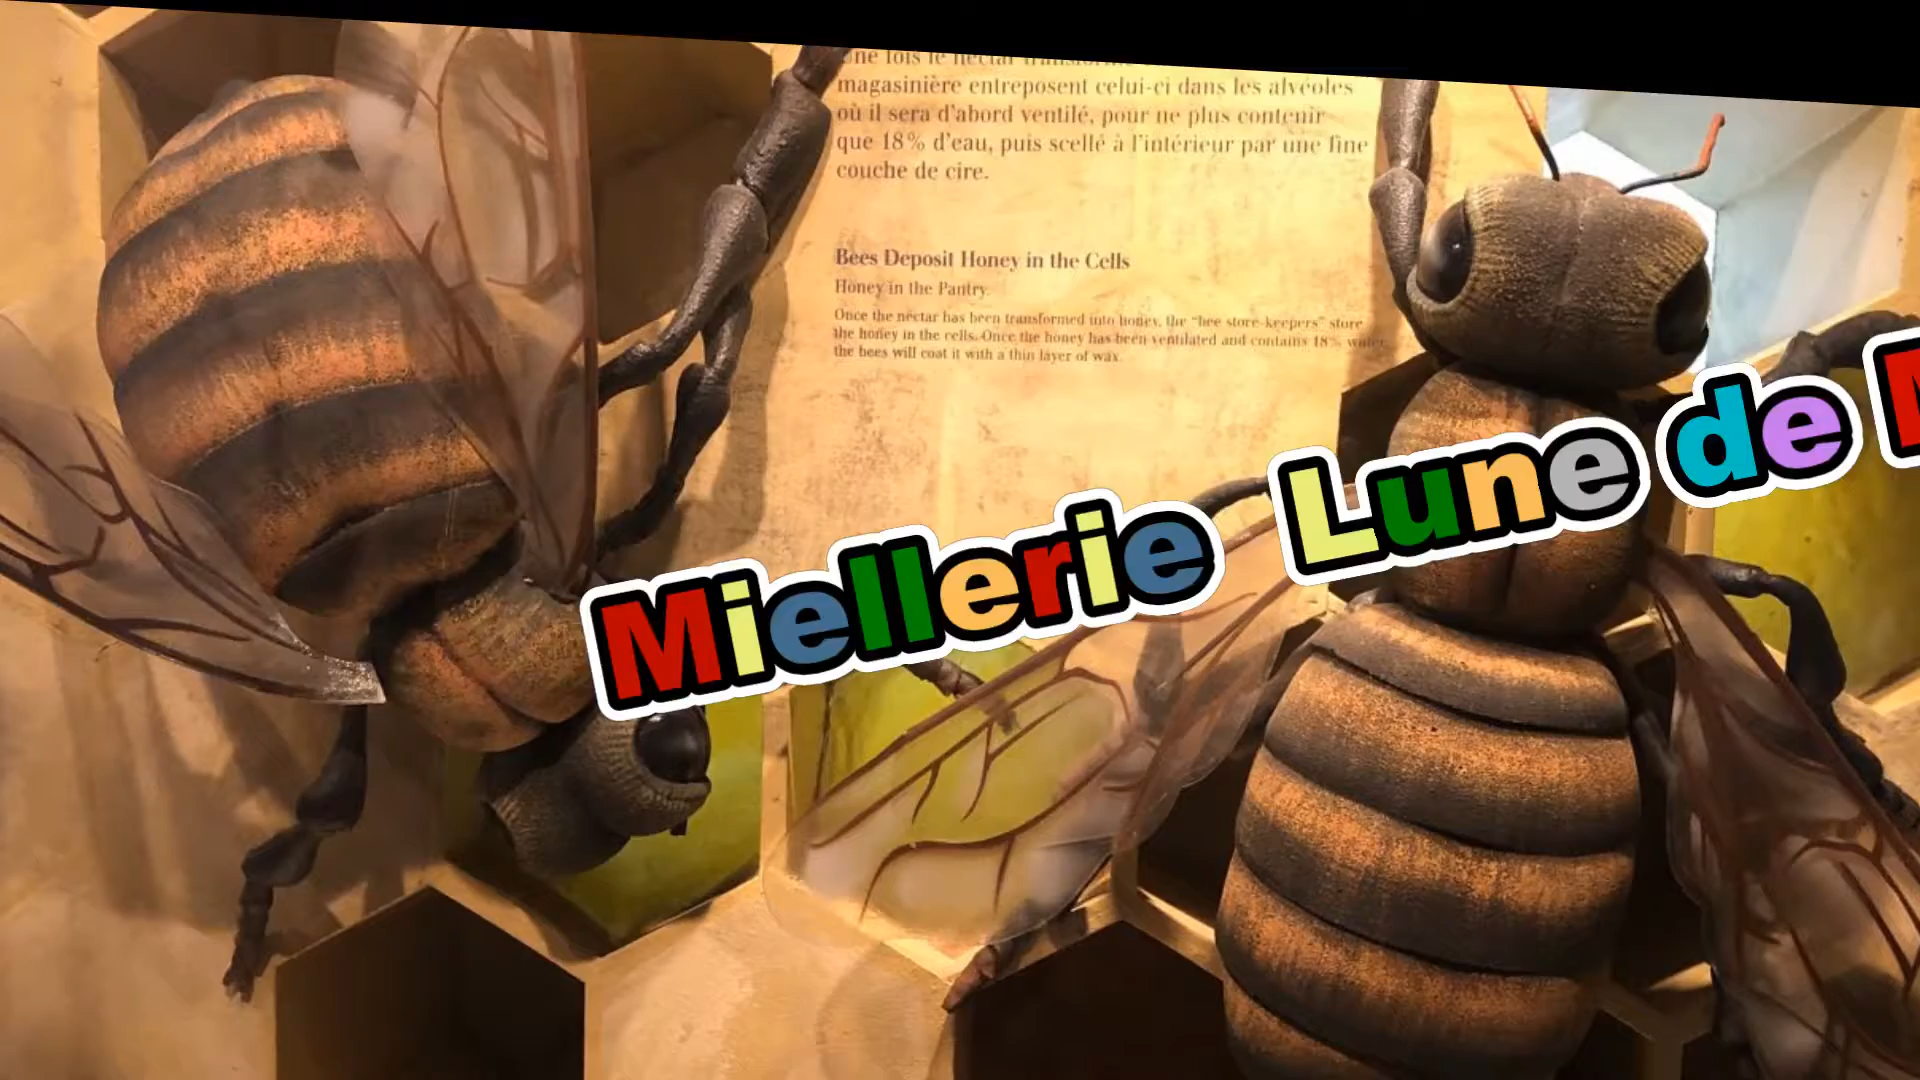 magasinière entreposent celui-ci dans les alvéoles
où il sera d'abord ventilé, pour ne plus contenir
que 18% d'eau, puis scellé à l'intérieur par une fine
couche de cire.
Bees Deposit Honey in the Cells
Honey in the Pantry.
Once the nectar has been transformed into honey, the "bee store-keepers" store
the honey in the cells. Once the honey has been ventilated and contains 18% water,
the bees will coat it with a thin layer of wax.
Miellerie Lune de